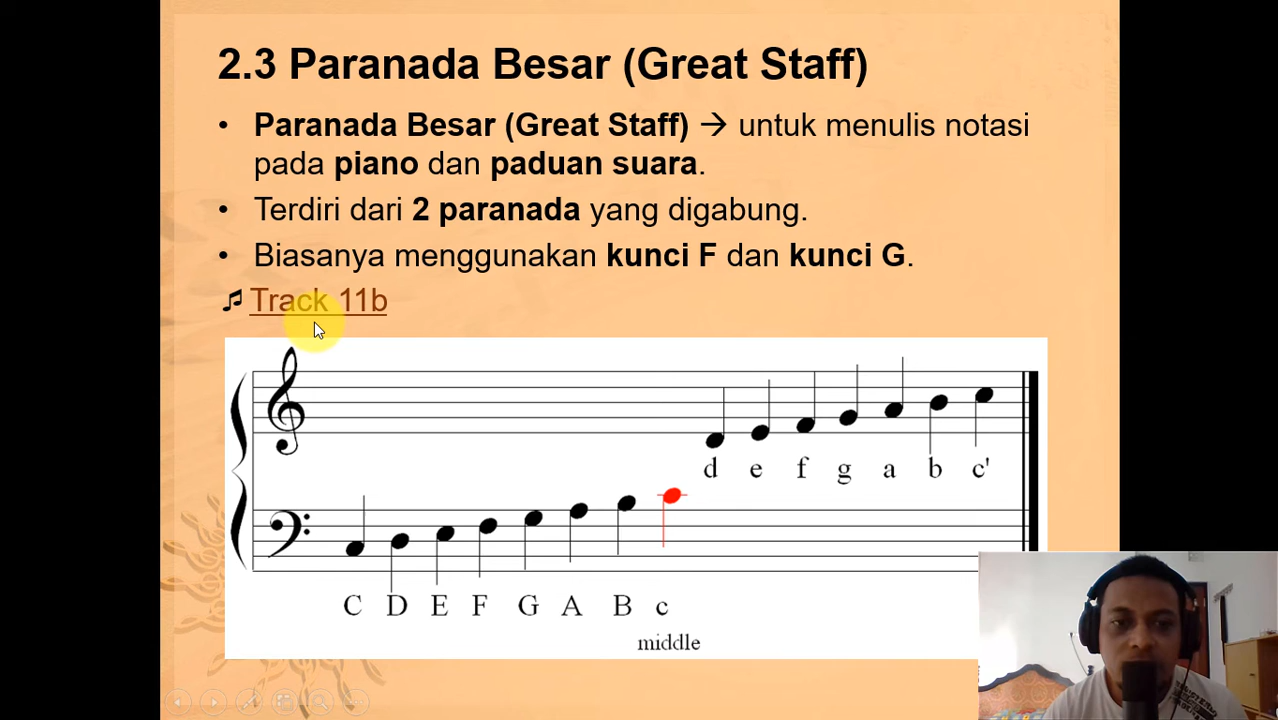 2.3 Paranada Besar (Great Staff)
• Paranada Besar (Great Staff) → untuk menulis notasi
pada piano dan paduan suara.
• Terdiri dari 2 paranada yang digabung.
• Biasanya menggunakan kunci F dan kunci G.
♫ Track 11b
d e f g a b c'
C D E F G A B c
middle